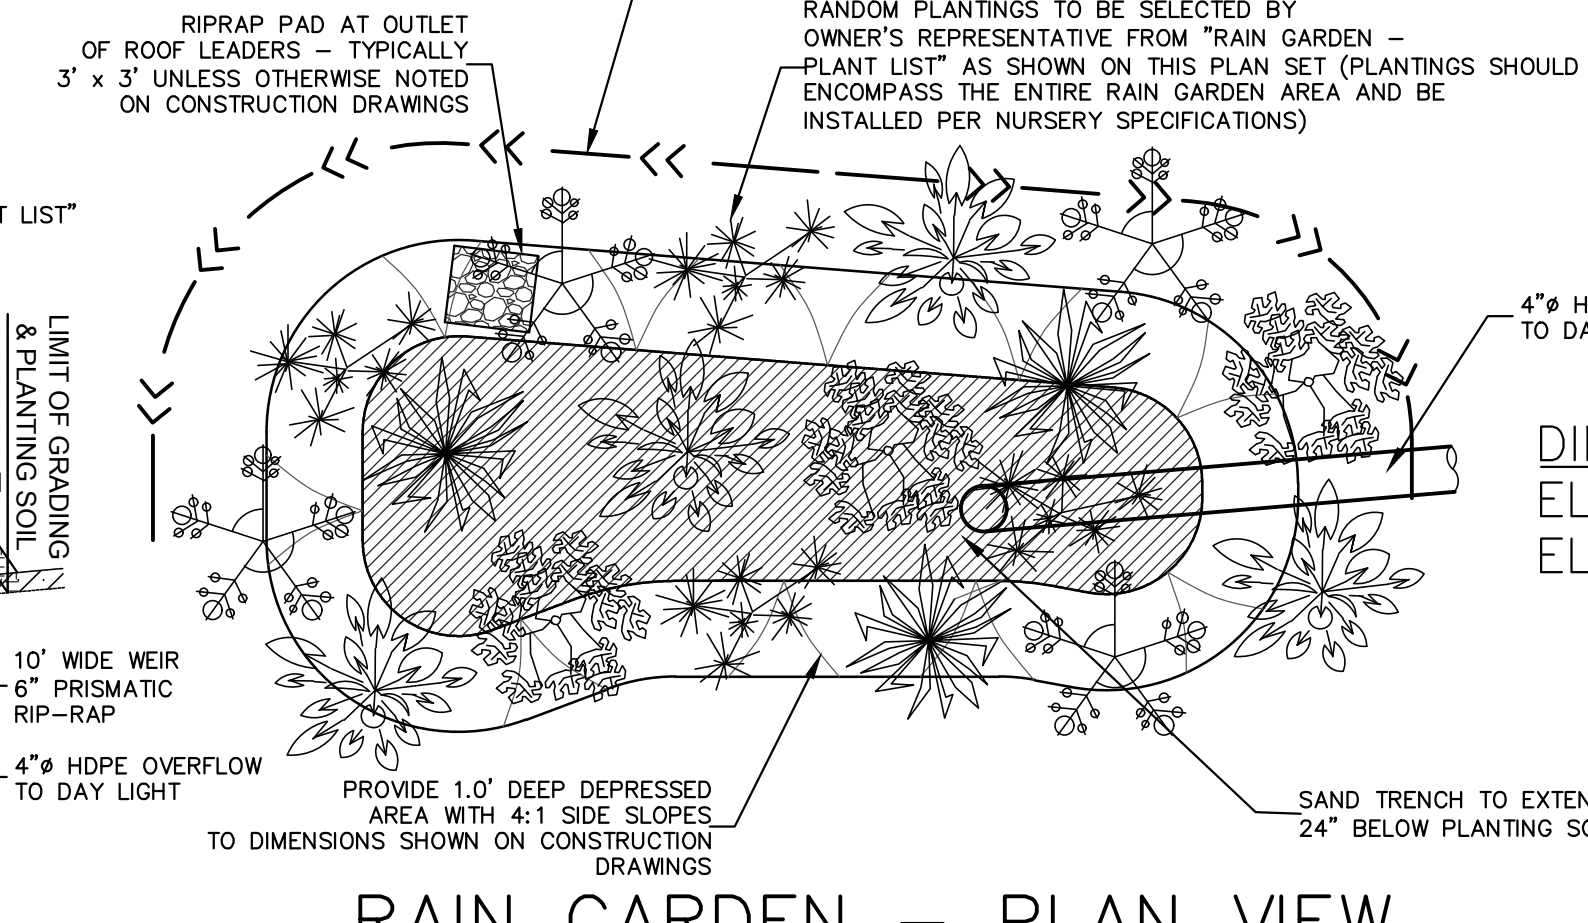 RIPRAP PAD AT OUTLET
OF ROOF LEADERS – TYPICALLY
3' x 3' UNLESS OTHERWISE NOTED
ON CONSTRUCTION DRAWINGS
RANDOM PLANTINGS TO BE SELECTED BY
OWNER'S REPRESENTATIVE FROM "RAIN GARDEN –
PLANT LIST" AS SHOWN ON THIS PLAN SET (PLANTINGS SHOULD
ENCOMPASS THE ENTIRE RAIN GARDEN AREA AND BE
INSTALLED PER NURSERY SPECIFICATIONS)
T LIST"
LIMIT OF GRADING
& PLANTING SOIL
4"ø H
TO DA
EL
EL
10' WIDE WEIR
6" PRISMATIC
RIP–RAP
4"ø HDPE OVERFLOW
TO DAY LIGHT
PROVIDE 1.0' DEEP DEPRESSED
AREA WITH 4:1 SIDE SLOPES
TO DIMENSIONS SHOWN ON CONSTRUCTION
DRAWINGS
SAND TRENCH TO EXTEN
24" BELOW PLANTING SO
RAIN GARDEN – PLAN VIEW